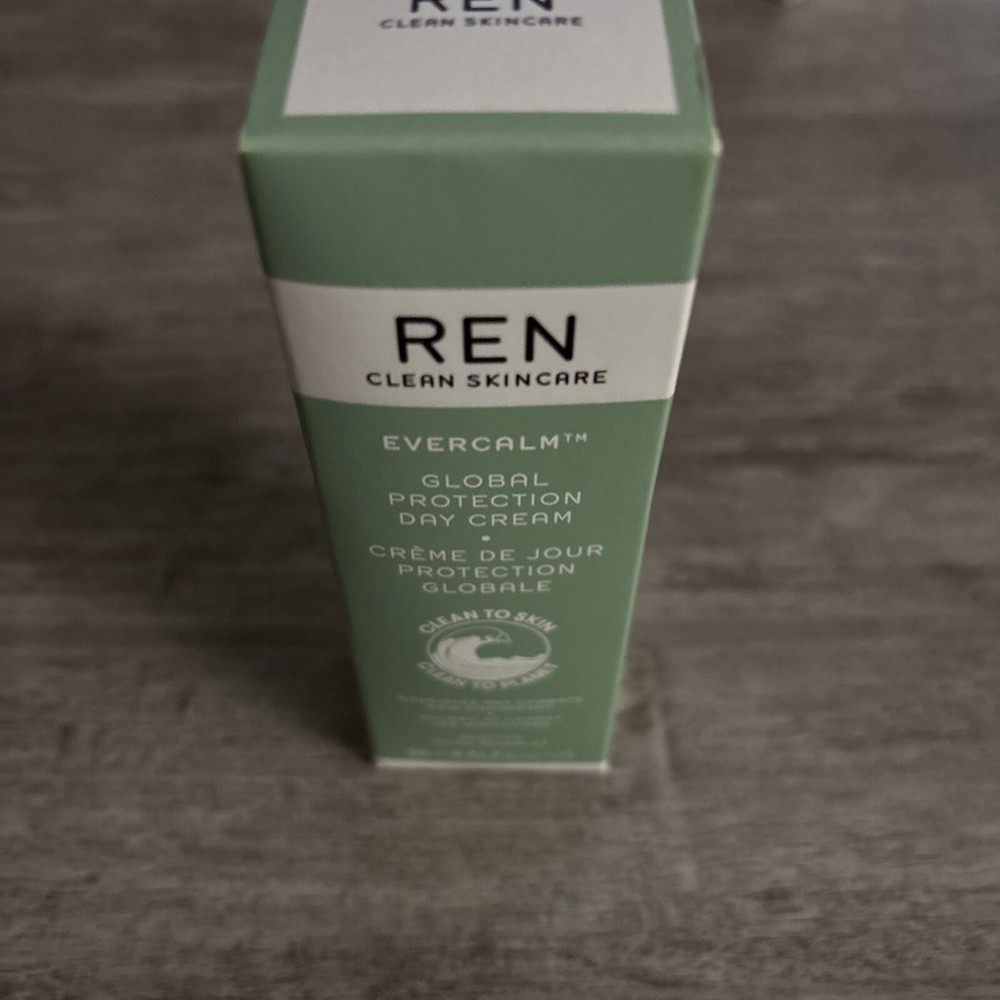 REN
CLEAN SKINCARE
REN
CLEAN SKINCARE
EVERCALM™
GLOBAL
PROTECTION
DAY CREAM
•
CRÈME DE JOUR
PROTECTION
GLOBALE
CLEAN TO SKIN
CLEAN TO PLANET